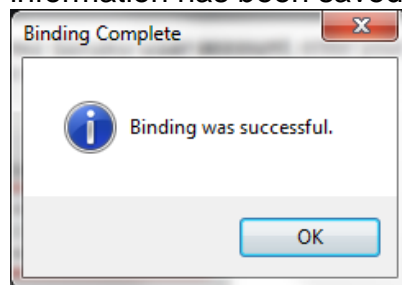 information has been saved
Binding Complete
Binding was successful.
OK